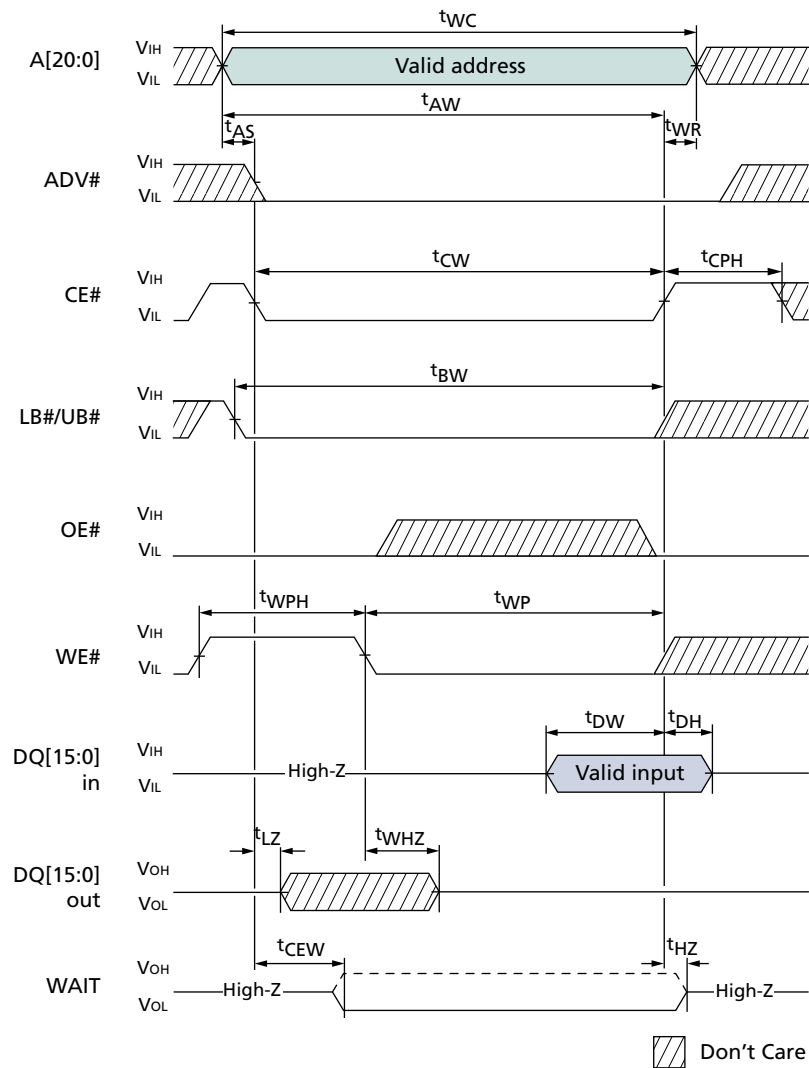 tWC
A[20:0] VIH VIL Valid address
tAW
tAS tWR
ADV# VIH VIL
tCW tCPH
CE# VIH VIL
tBW
LB#/UB# VIH VIL
OE# VIH VIL
tWPH tWP
WE# VIH VIL
tDW tDH
DQ[15:0] in VIH VIL High-Z Valid input
tLZ tWHZ
DQ[15:0] out VOH VOL
tCEW tHZ
WAIT VOH VOL High-Z High-Z
Don't Care